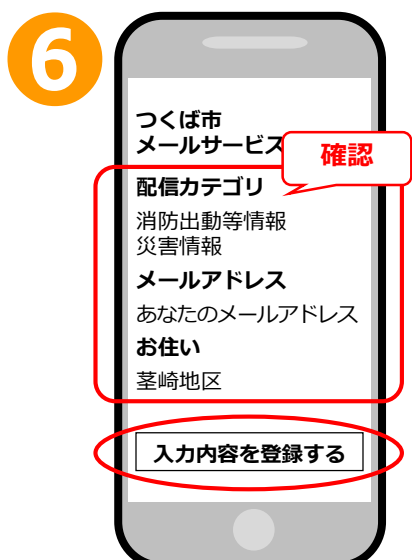 6
つくば市
メールサービス
確認
配信カテゴリ
消防出動等情報
災害情報
メールアドレス
あなたのメールアドレス
お住い
茎崎地区
入力内容を登録する